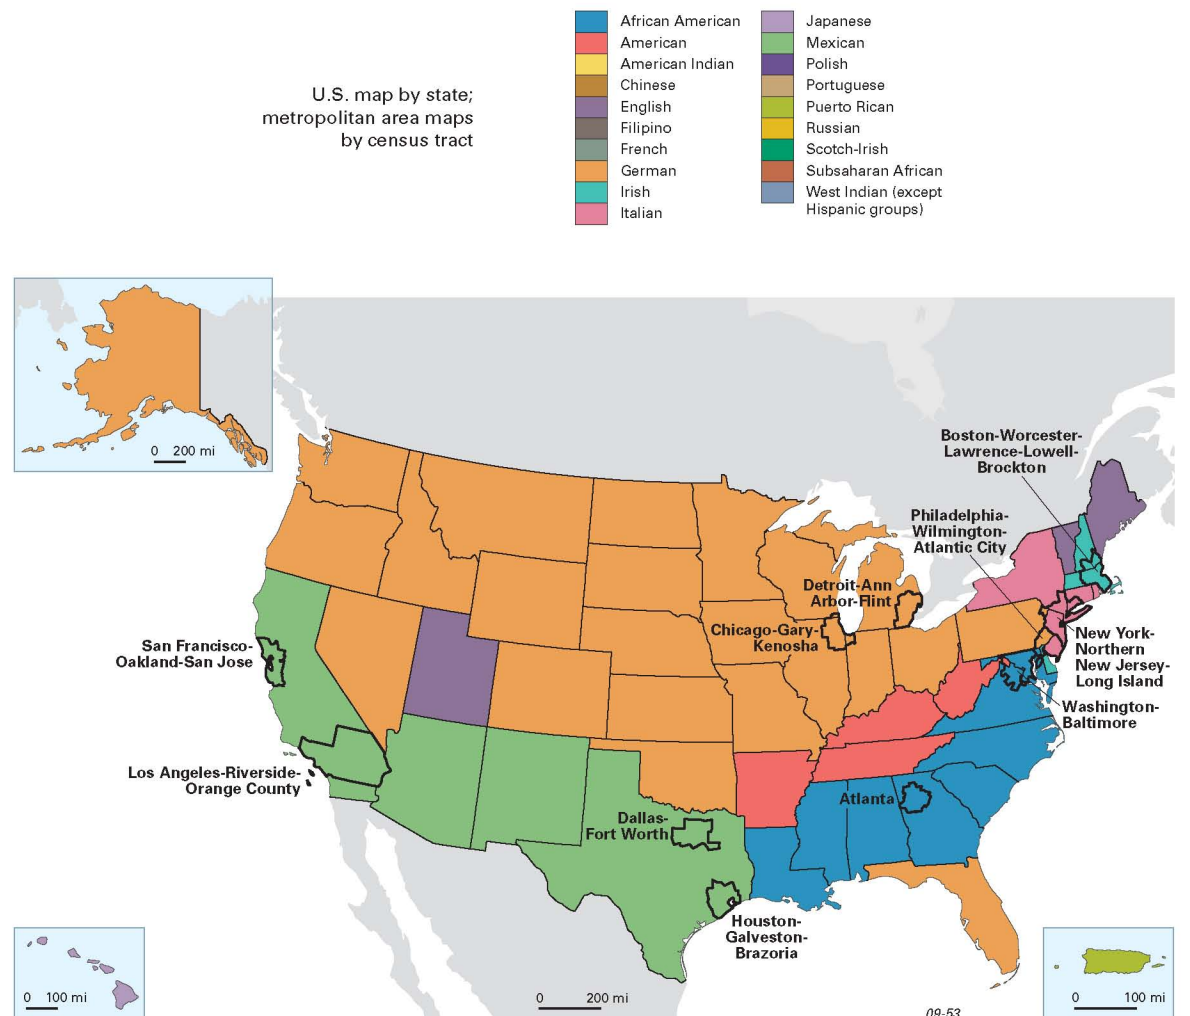 African American
American
American Indian
Chinese
English
Filipino
French
German
Irish
Italian
Japanese
Mexican
Polish
Portuguese
Puerto Rican
Russian
Scotch-Irish
Subsaharan African
West Indian (except
Hispanic groups)
U.S. map by state;
metropolitan area maps
by census tract
0 200 mi
Boston-Worcester-
Lawrence-Lowell-
Brockton
Philadelphia-
Wilmington-
Atlantic City
Detroit-Ann
Arbor-Flint
Chicago-Gary-
Kenosha
San Francisco-
Oakland-San Jose
New York-
Northern
New Jersey-
Long Island
Washington-
Baltimore
Los Angeles-Riverside-
Orange County
Atlanta
Dallas-
Fort Worth
Houston-
Galveston-
Brazoria
0 100 mi
0 200 mi
0 100 mi
09-53